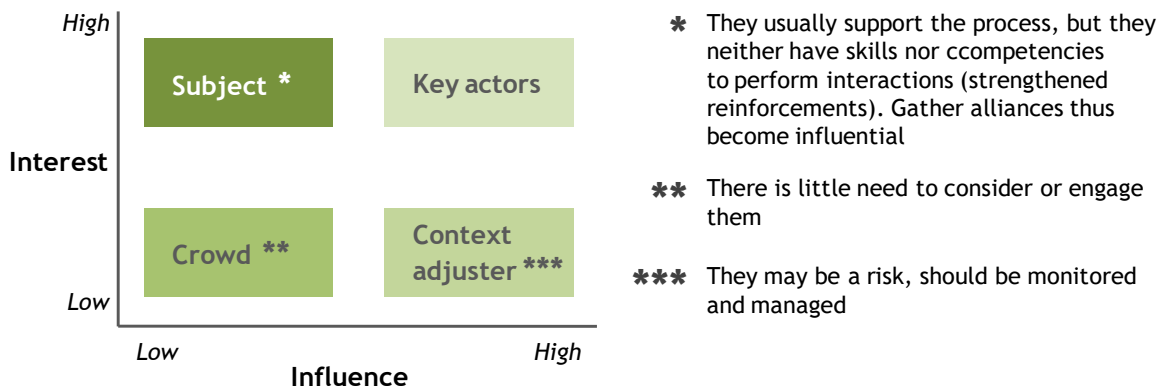 High
Subject *
Key actors
Interest
Crowd **
Context
adjuster ***
Low
Low
High
Influence
* They usually support the process, but they
neither have skills nor ccompetencies
to perform interactions (strengthened
reinforcements). Gather alliances thus
become influential
** There is little need to consider or engage
them
*** They may be a risk, should be monitored
and managed